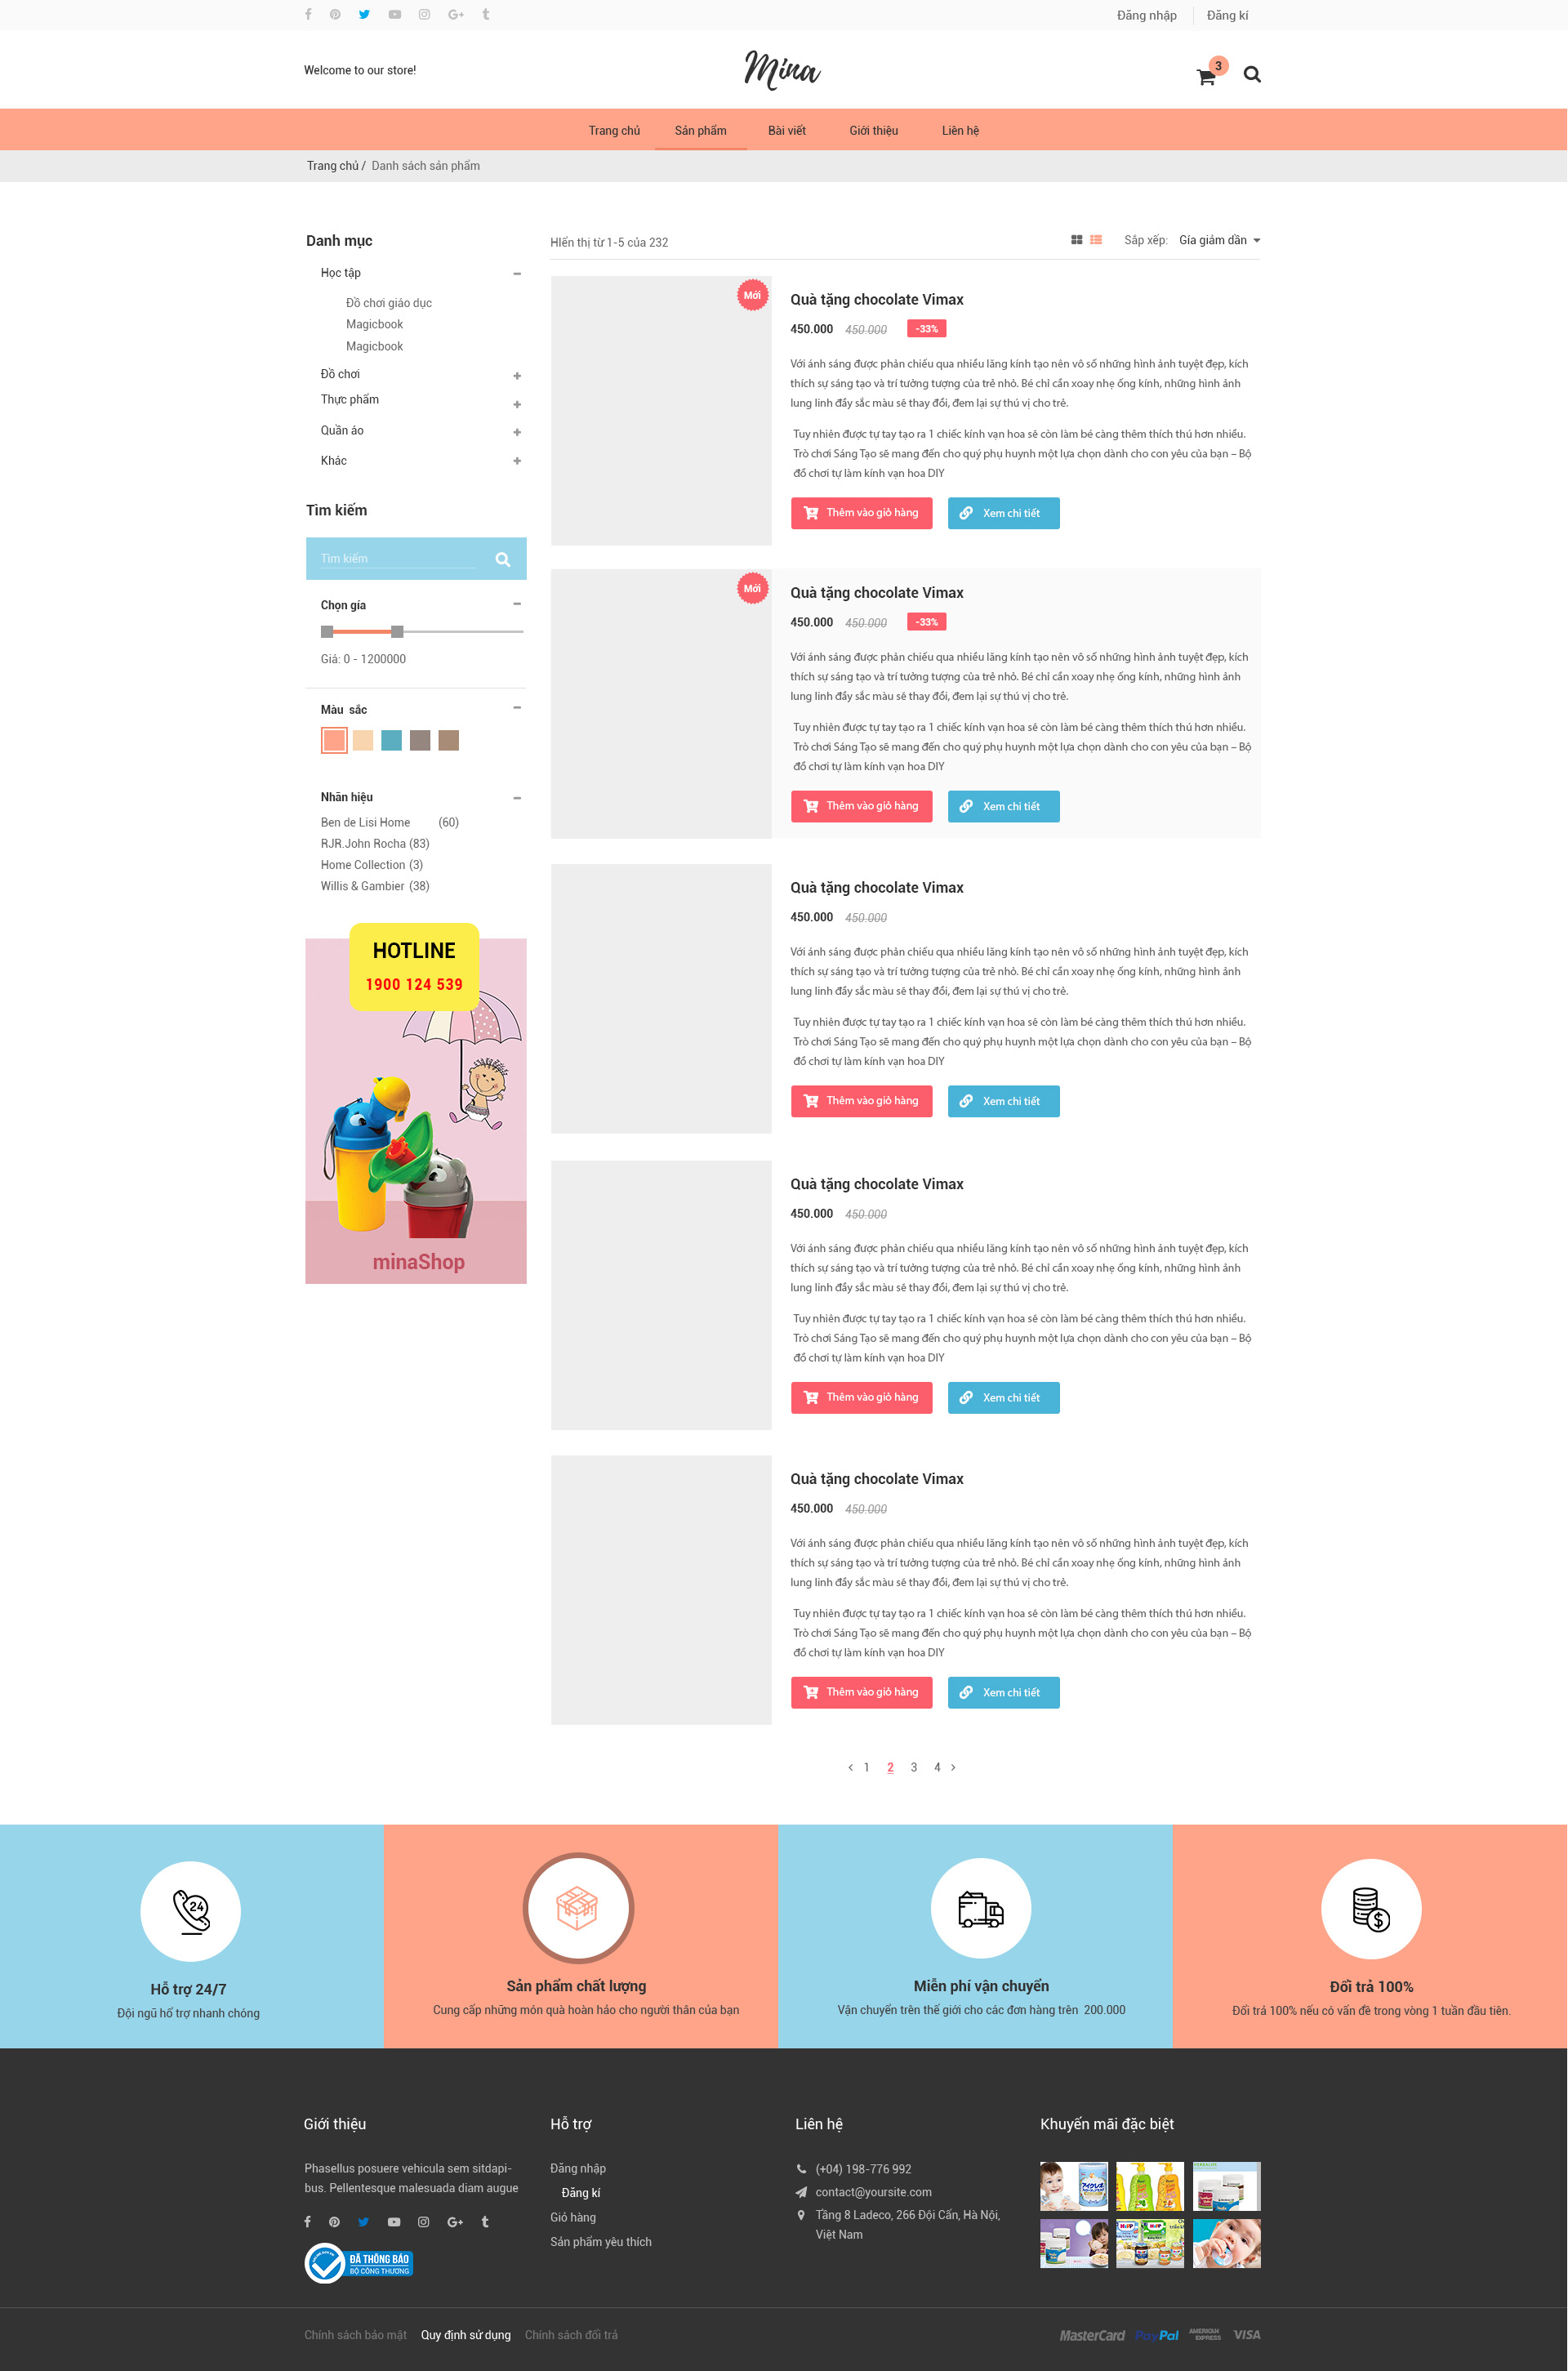 Đăng nhập Đăng kí
Welcome to our store!
Mina
3
Trang chủ Sản phẩm Bài viết Giới thiệu Liên hệ
Trang chủ / Danh sách sản phẩm
Danh mục
Học tập
Đồ chơi giáo dục
Magicbook
Magicbook
Đồ chơi
Thực phẩm
Quần áo
Khác
Tìm kiếm
Tìm kiếm
Chọn gía
Giá: 0 - 1200000
Màu sắc
Nhãn hiệu
Ben de Lisi Home (60)
RJR.John Rocha (83)
Home Collection (3)
Willis & Gambier (38)
HOTLINE
1900 124 539
minaShop
HIển thị từ 1-5 của 232
Sắp xếp: Gía giảm dần
Mới
Quà tặng chocolate Vimax
450.000 450.000 -33%
Với ánh sáng được phản chiếu qua nhiều lăng kính tạo nên vô số những hình ảnh tuyệt đẹp, kích
thích sự sáng tạo và trí tưởng tượng của trẻ nhỏ. Bé chỉ cần xoay nhẹ ống kính, những hình ảnh
lung linh đầy sắc màu sẽ thay đổi, đem lại sự thú vị cho trẻ.
Tuy nhiên được tự tay tạo ra 1 chiếc kính vạn hoa sẽ còn làm bé càng thêm thích thú hơn nhiều.
Trò chơi Sáng Tạo sẽ mang đến cho quý phụ huynh một lựa chọn dành cho con yêu của bạn – Bộ
đồ chơi tự làm kính vạn hoa DIY
Thêm vào giỏ hàng Xem chi tiết
Mới
Quà tặng chocolate Vimax
450.000 450.000 -33%
Với ánh sáng được phản chiếu qua nhiều lăng kính tạo nên vô số những hình ảnh tuyệt đẹp, kích
thích sự sáng tạo và trí tưởng tượng của trẻ nhỏ. Bé chỉ cần xoay nhẹ ống kính, những hình ảnh
lung linh đầy sắc màu sẽ thay đổi, đem lại sự thú vị cho trẻ.
Tuy nhiên được tự tay tạo ra 1 chiếc kính vạn hoa sẽ còn làm bé càng thêm thích thú hơn nhiều.
Trò chơi Sáng Tạo sẽ mang đến cho quý phụ huynh một lựa chọn dành cho con yêu của bạn – Bộ
đồ chơi tự làm kính vạn hoa DIY
Thêm vào giỏ hàng Xem chi tiết
Quà tặng chocolate Vimax
450.000 450.000
Với ánh sáng được phản chiếu qua nhiều lăng kính tạo nên vô số những hình ảnh tuyệt đẹp, kích
thích sự sáng tạo và trí tưởng tượng của trẻ nhỏ. Bé chỉ cần xoay nhẹ ống kính, những hình ảnh
lung linh đầy sắc màu sẽ thay đổi, đem lại sự thú vị cho trẻ.
Tuy nhiên được tự tay tạo ra 1 chiếc kính vạn hoa sẽ còn làm bé càng thêm thích thú hơn nhiều.
Trò chơi Sáng Tạo sẽ mang đến cho quý phụ huynh một lựa chọn dành cho con yêu của bạn – Bộ
đồ chơi tự làm kính vạn hoa DIY
Thêm vào giỏ hàng Xem chi tiết
Quà tặng chocolate Vimax
450.000 450.000
Với ánh sáng được phản chiếu qua nhiều lăng kính tạo nên vô số những hình ảnh tuyệt đẹp, kích
thích sự sáng tạo và trí tưởng tượng của trẻ nhỏ. Bé chỉ cần xoay nhẹ ống kính, những hình ảnh
lung linh đầy sắc màu sẽ thay đổi, đem lại sự thú vị cho trẻ.
Tuy nhiên được tự tay tạo ra 1 chiếc kính vạn hoa sẽ còn làm bé càng thêm thích thú hơn nhiều.
Trò chơi Sáng Tạo sẽ mang đến cho quý phụ huynh một lựa chọn dành cho con yêu của bạn – Bộ
đồ chơi tự làm kính vạn hoa DIY
Thêm vào giỏ hàng Xem chi tiết
Quà tặng chocolate Vimax
450.000 450.000
Với ánh sáng được phản chiếu qua nhiều lăng kính tạo nên vô số những hình ảnh tuyệt đẹp, kích
thích sự sáng tạo và trí tưởng tượng của trẻ nhỏ. Bé chỉ cần xoay nhẹ ống kính, những hình ảnh
lung linh đầy sắc màu sẽ thay đổi, đem lại sự thú vị cho trẻ.
Tuy nhiên được tự tay tạo ra 1 chiếc kính vạn hoa sẽ còn làm bé càng thêm thích thú hơn nhiều.
Trò chơi Sáng Tạo sẽ mang đến cho quý phụ huynh một lựa chọn dành cho con yêu của bạn – Bộ
đồ chơi tự làm kính vạn hoa DIY
Thêm vào giỏ hàng Xem chi tiết
1 2 3 4
24
Hỗ trợ 24/7
Đội ngũ hổ trợ nhanh chóng
Sản phẩm chất lượng
Cung cấp những món quà hoàn hảo cho người thân của bạn
Miễn phí vận chuyển
Vận chuyển trên thế giới cho các đơn hàng trên 200.000
Đổi trả 100%
Đổi trả 100% nếu có vấn đề trong vòng 1 tuần đầu tiên.
Giới thiệu
Phasellus posuere vehicula sem sitdapi-
bus. Pellentesque malesuada diam augue
ĐÃ THÔNG BÁO
BỘ CÔNG THƯƠNG
Hỗ trợ
Đăng nhập
Đăng kí
Giỏ hàng
Sản phẩm yêu thích
Liên hệ
(+04) 198-776 992
contact@yoursite.com
Tầng 8 Ladeco, 266 Đội Cấn, Hà Nội,
Việt Nam
Khuyến mãi đặc biệt
HiPP HiPP
Chính sách bảo mật Quy định sử dụng Chính sách đổi trả
MasterCard PayPal AMERICAN EXPRESS VISA